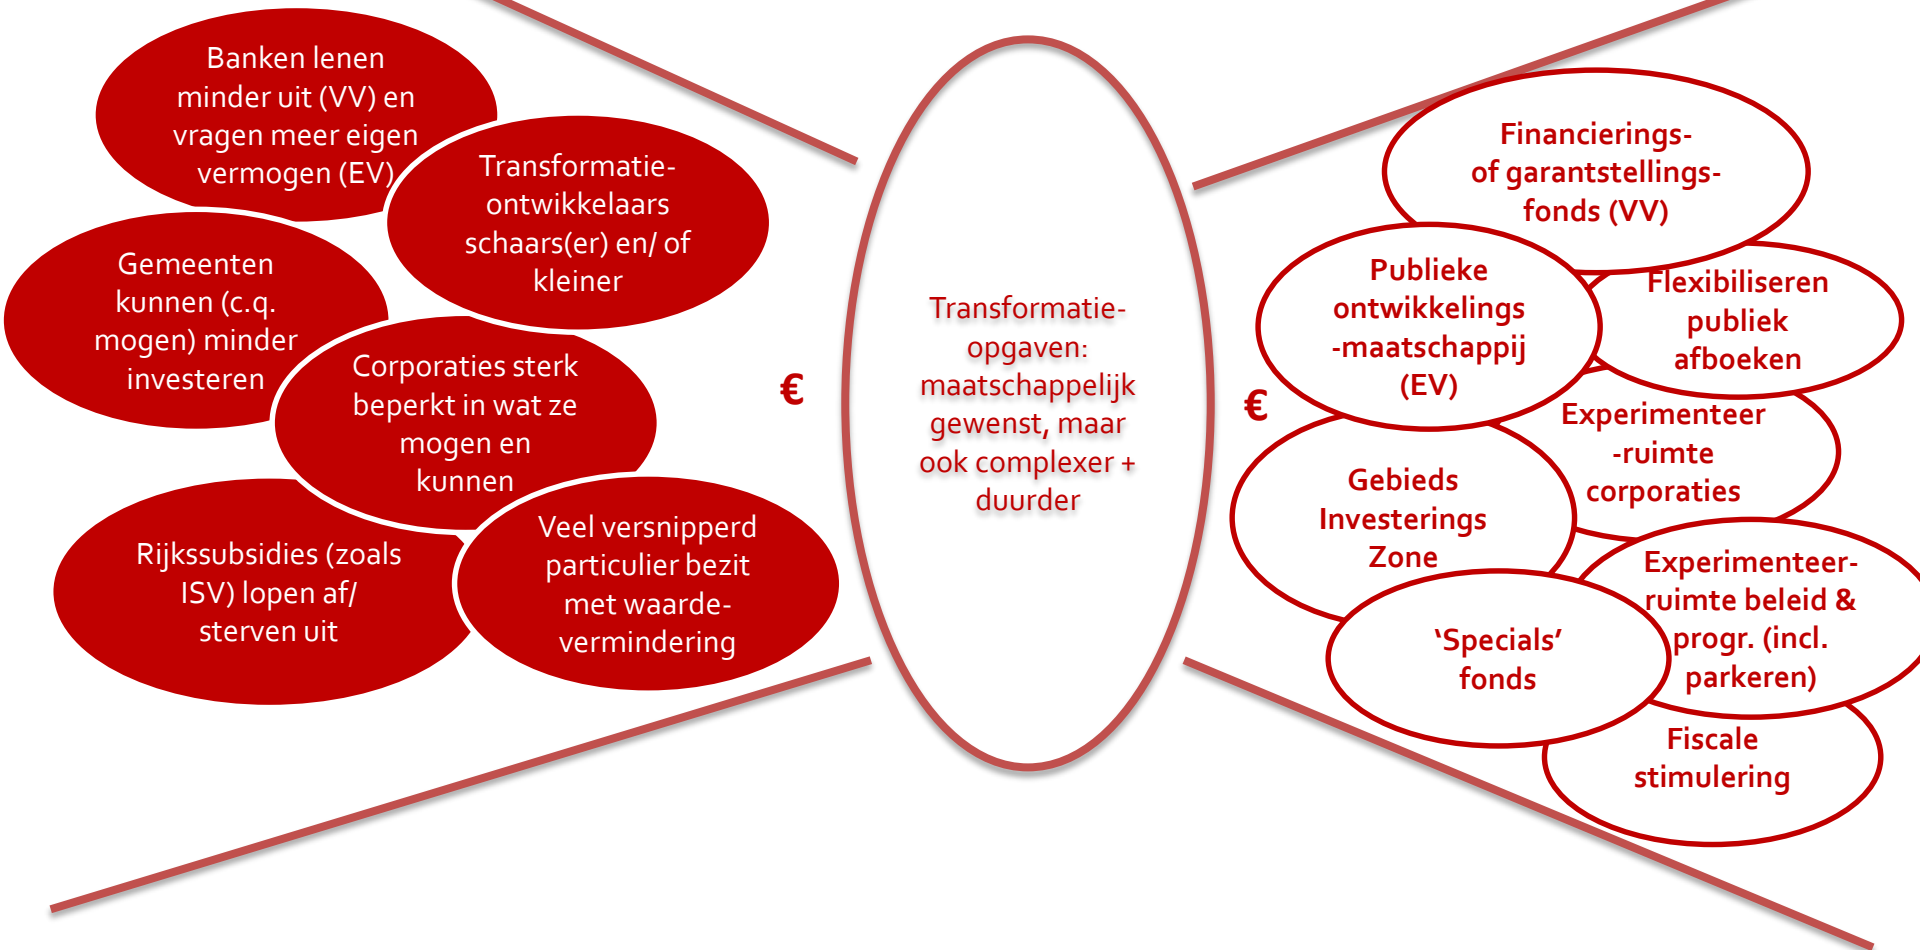 Banken lenen
minder uit (VV) en
vragen meer eigen
vermogen (EV)
Transformatie-
ontwikkelaars
schaars(er) en/ of
kleiner
Gemeenten
kunnen (c.q.
mogen) minder
investeren
Corporaties sterk
beperkt in wat ze
mogen en
kunnen
Rijkssubsidies (zoals
ISV) lopen af/
sterven uit
Veel versnipperd
particulier bezit
met waarde-
vermindering
€
Transformatie-
opgaven:
maatschappelijk
gewenst, maar
ook complexer +
duurder
€
Financierings-
of garantstellings-
fonds (VV)
Publieke
ontwikkelings
-maatschappij
(EV)
Flexibiliseren
publiek
afboeken
Experimenteer
-ruimte
corporaties
Gebieds
Investerings
Zone
Experimenteer-
ruimte beleid &
progr. (incl.
parkeren)
‘Specials’
fonds
Fiscale
stimulering